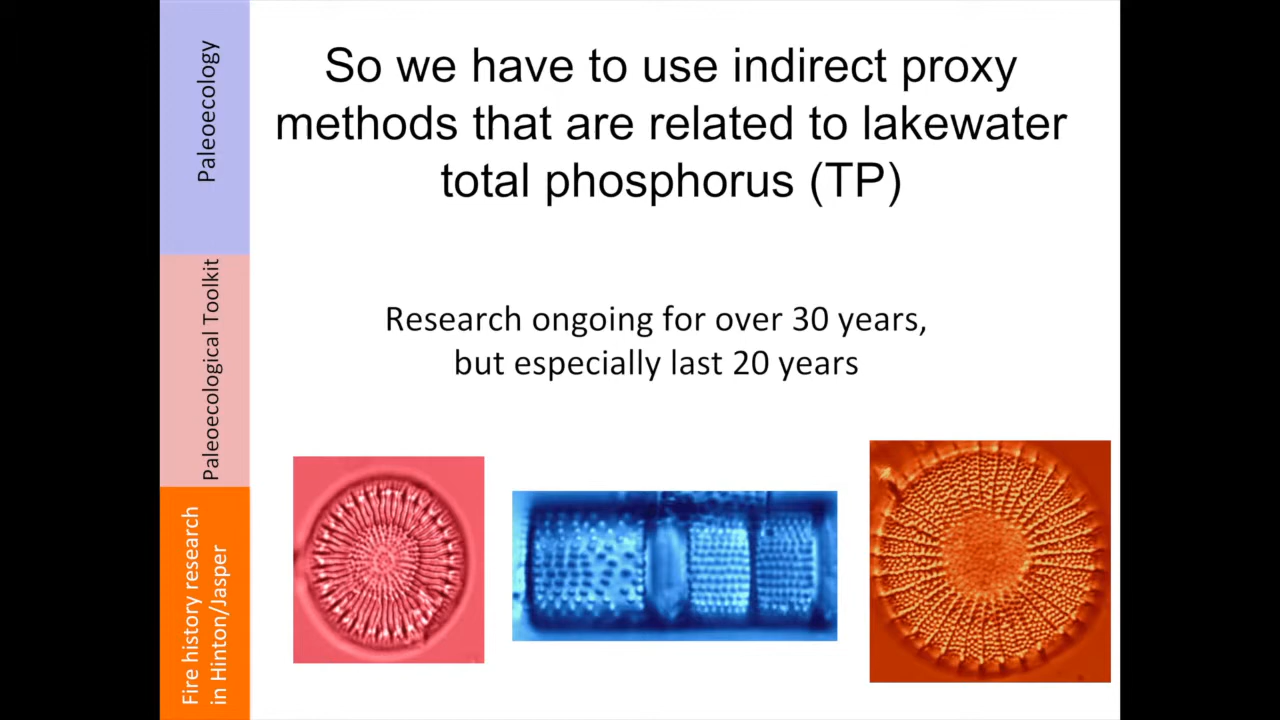 Paleoecology
Paleoecological Toolkit
Fire history research
in Hinton/Jasper
So we have to use indirect proxy
methods that are related to lakewater
total phosphorus (TP)
Research ongoing for over 30 years,
but especially last 20 years